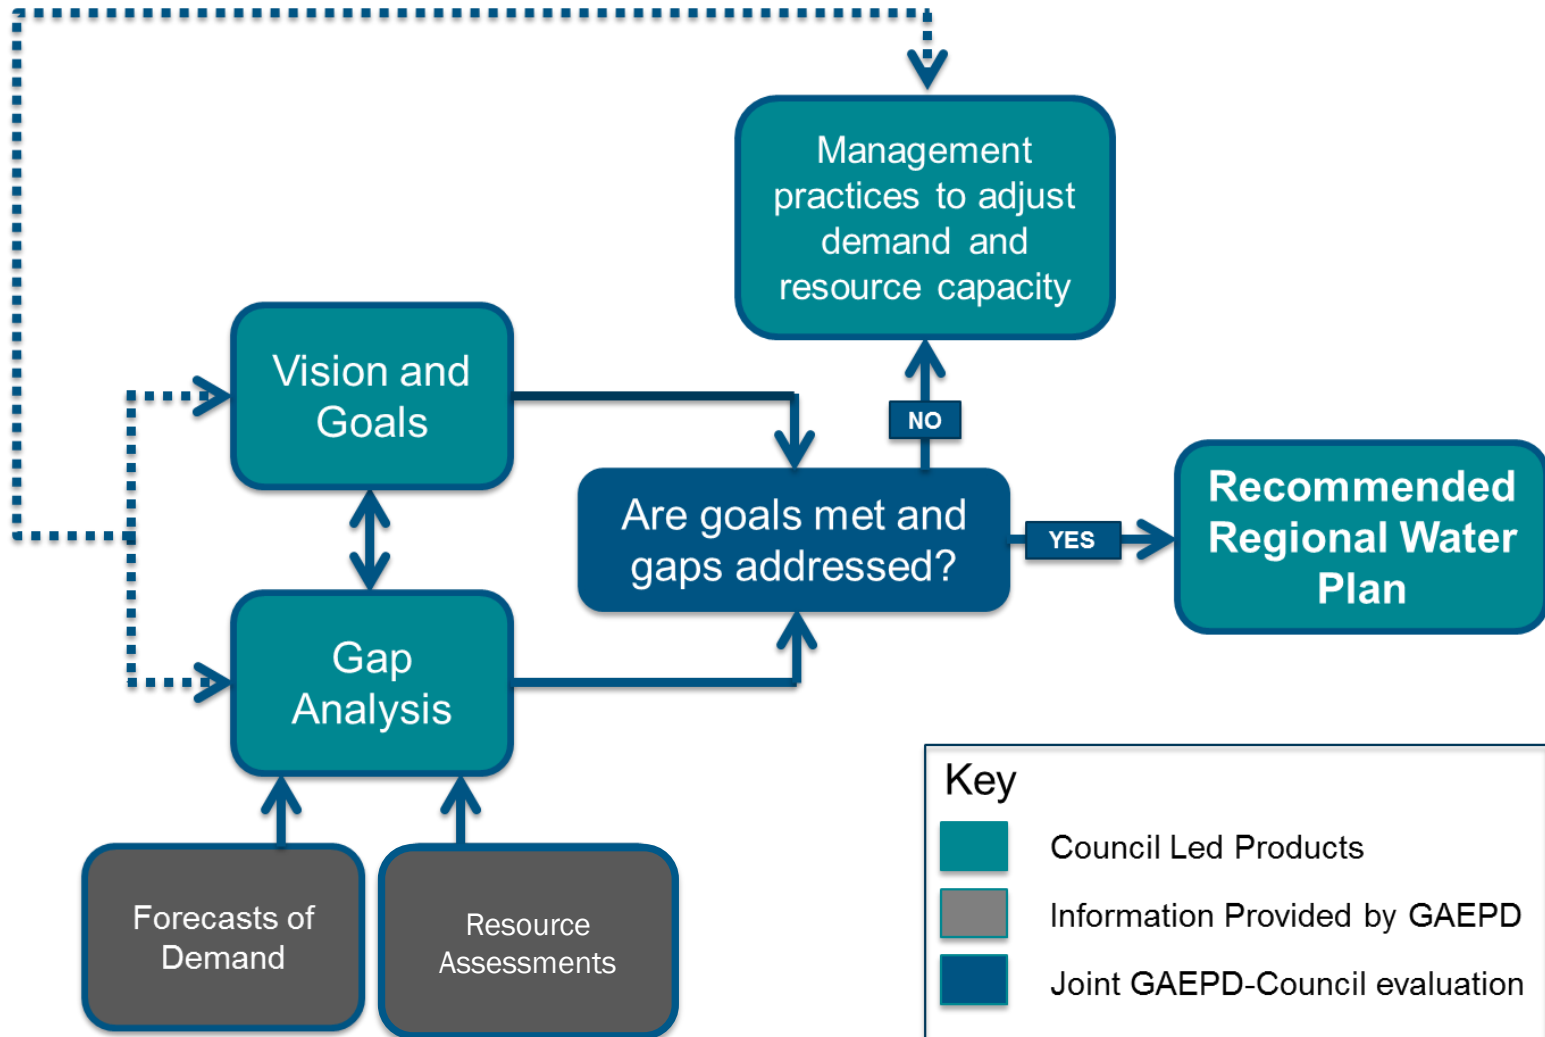 Management
practices to adjust
demand and
resource capacity
Vision and
Goals
NO
Are goals met and
gaps addressed?
YES
Recommended
Regional Water
Plan
Gap
Analysis
Forecasts of
Demand
Resource
Assessments
Key
Council Led Products
Information Provided by GAEPD
Joint GAEPD-Council evaluation